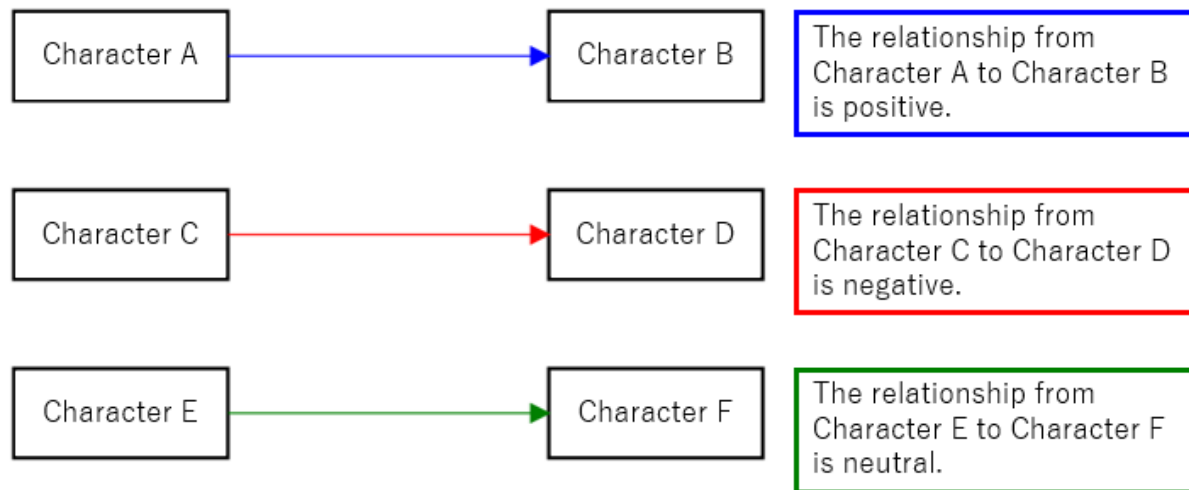 Character A
Character B
The relationship from
Character A to Character B
is positive.
Character C
Character D
The relationship from
Character C to Character D
is negative.
Character E
Character F
The relationship from
Character E to Character F
is neutral.